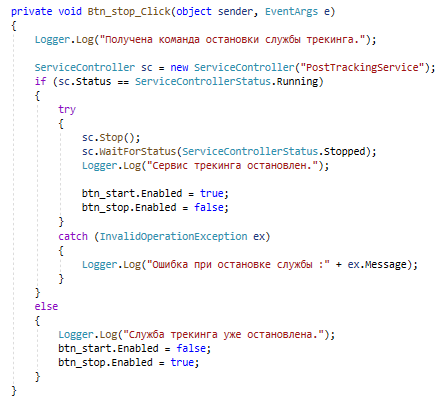 private void Btn_stop_Click(object sender, EventArgs e)
{
    Logger.Log("Получена команда остановки службы трекинга.");

    ServiceController sc = new ServiceController("PostTrackingService");
    if (sc.Status == ServiceControllerStatus.Running)
    {
        try
        {
            sc.Stop();
            sc.WaitForStatus(ServiceControllerStatus.Stopped);
            Logger.Log("Сервис трекинга остановлен.");

            btn_start.Enabled = true;
            btn_stop.Enabled = false;
        }
        catch (InvalidOperationException ex)
        {
            Logger.Log("Ошибка при остановке службы :" + ex.Message);
        }
    }
    else
    {
        Logger.Log("Служба трекинга уже остановлена.");
        btn_start.Enabled = false;
        btn_stop.Enabled = true;
    }
}